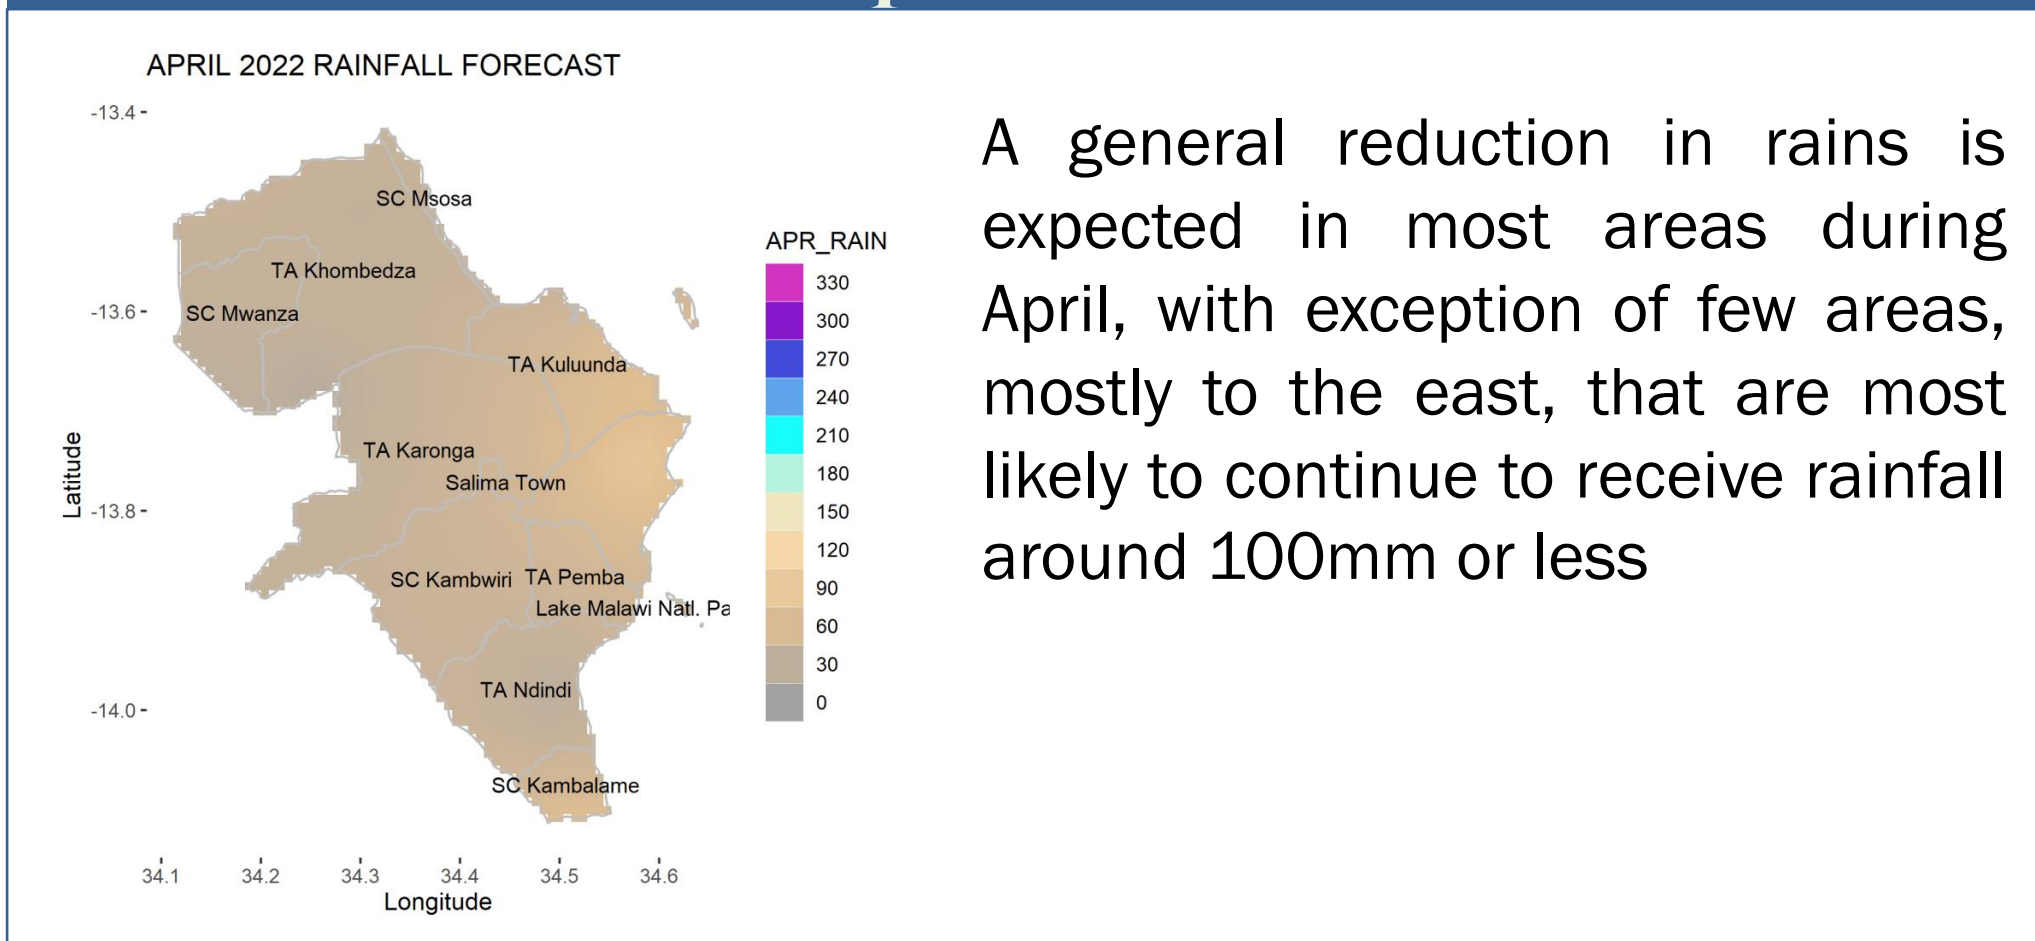 APRIL 2022 RAINFALL FORECAST
-13.4
-13.6
-13.8
-14.0
Latitude
SC Msosa
TA Khombedza
SC Mwanza
TA Kuluunda
TA Karonga
Salima Town
SC Kambwiri
TA Pemba
Lake Malawi Natl. Pa
TA Ndindi
SC Kambalame
34.1
34.2
34.3
34.4
34.5
34.6
Longitude
APR_RAIN
330
300
270
240
210
180
150
120
90
60
30
0
A general reduction in rains is
expected in most areas during
April, with exception of few areas,
mostly to the east, that are most
likely to continue to receive rainfall
around 100mm or less